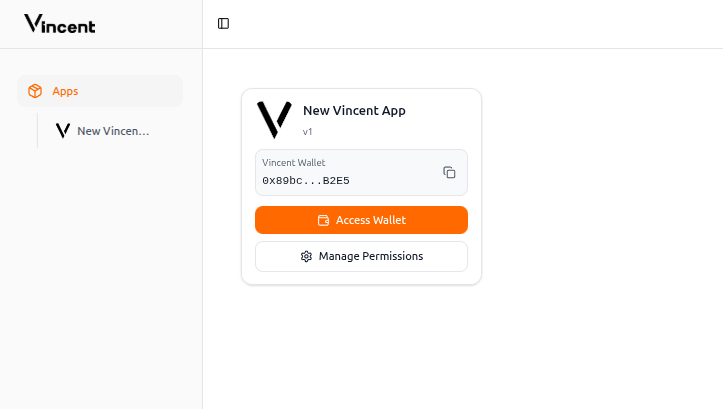 Vincent
Apps
New Vincen...
New Vincent App
v1
Vincent Wallet
0x89bc...B2E5
Access Wallet
Manage Permissions